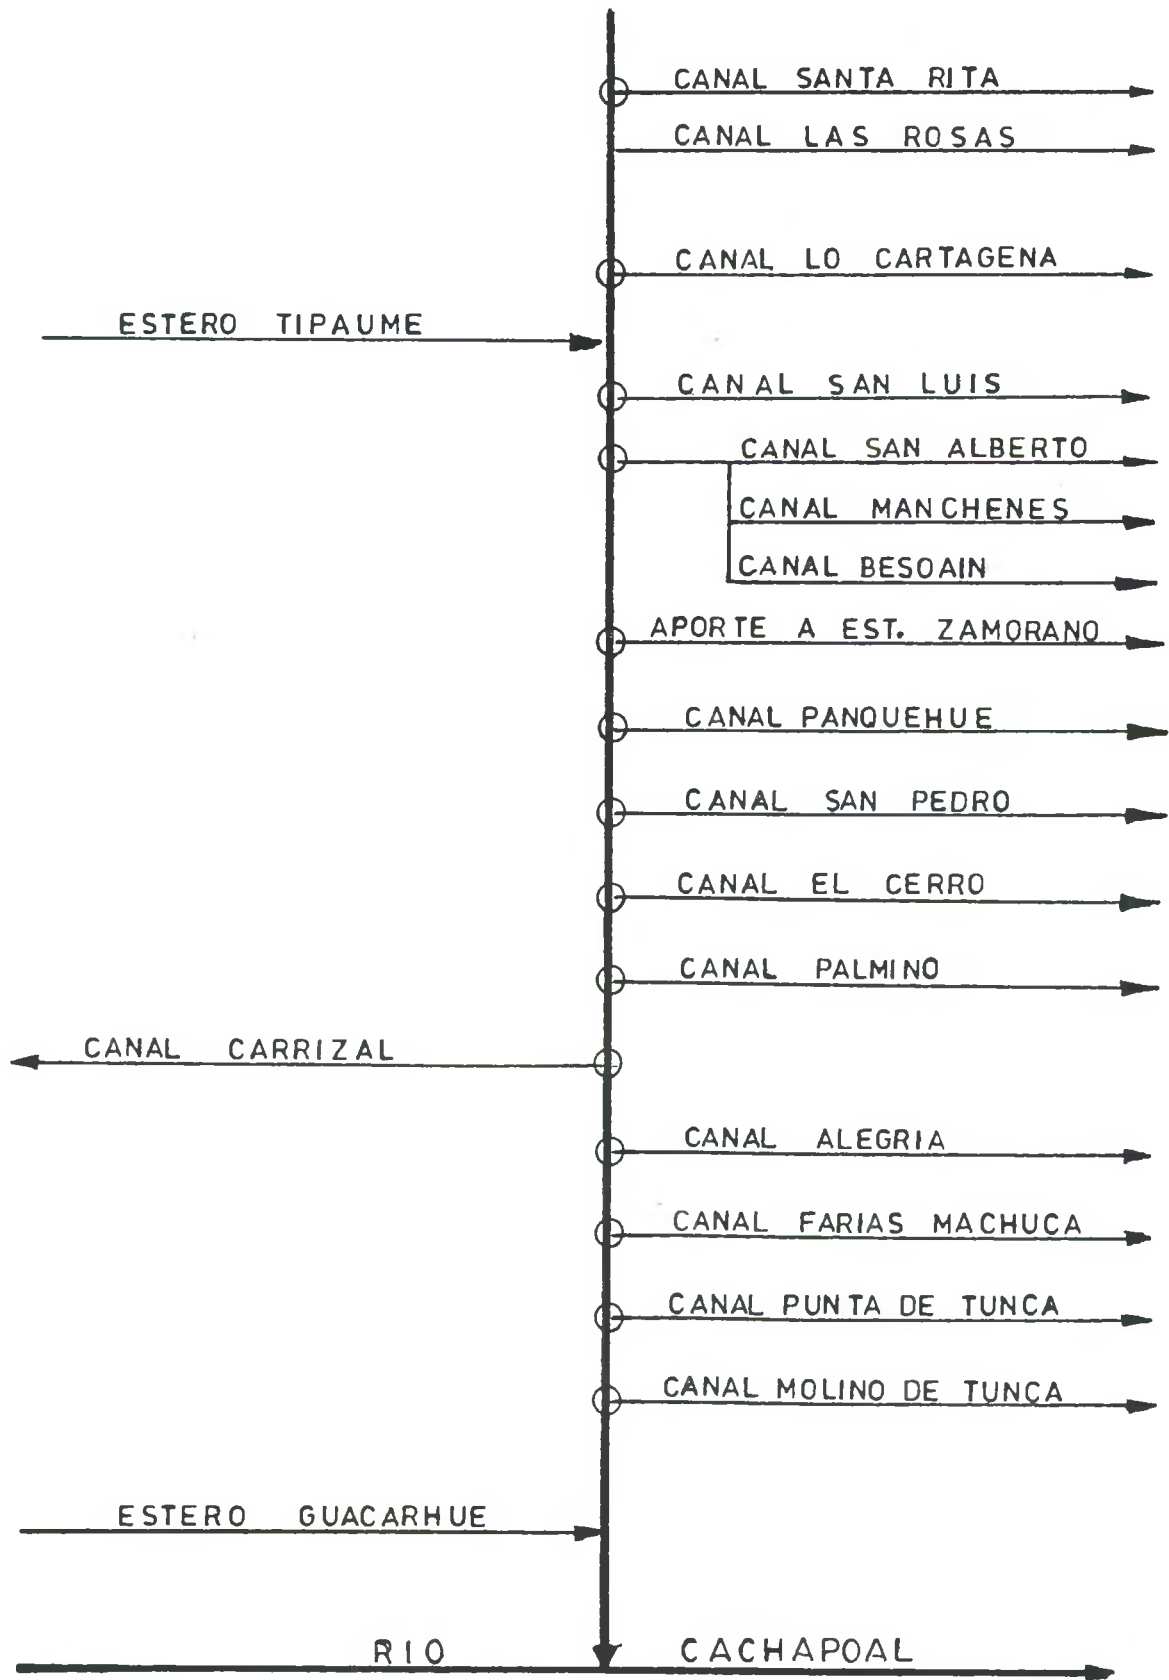 CANAL SANTA RITA
CANAL LAS ROSAS
CANAL LO CARTAGENA
ESTERO TIPAUME
CANAL SAN LUIS
CANAL SAN ALBERTO
CANAL MANCHENES
CANAL BESOAIN
APORTE A EST. ZAMORANO
CANAL PANQUEHUE
CANAL SAN PEDRO
CANAL EL CERRO
CANAL PALMINO
CANAL CARRIZAL
CANAL ALEGRIA
CANAL FARIAS MACHUCA
CANAL PUNTA DE TUNCA
CANAL MOLINO DE TUNCA
ESTERO GUACARHUE
RIO CACHAPOAL